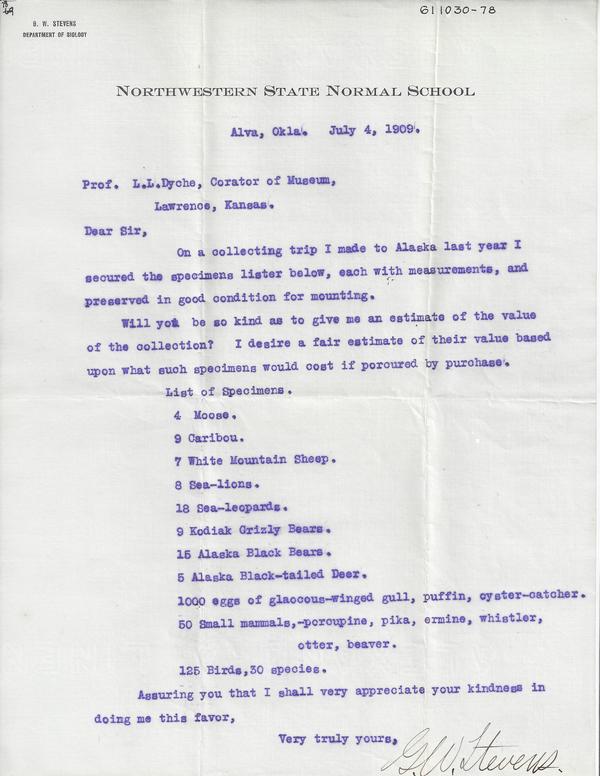 611030-78
G. W. STEVENS
DEPARTMENT OF BIOLOGY
NORTHWESTERN STATE NORMAL SCHOOL
Alva, Okla. July 4, 1909.
Prof. L.L.Dyche, Corator of Museum,
Lawrence, Kansas.
Dear Sir,
On a collecting trip I made to Alaska last year I
secured the specimens lister below, each with measurements, and
preserved in good condition for mounting.
Will you be so kind as to give me an estimate of the value
of the collection? I desire a fair estimate of their value based
upon what such specimens would cost if porcured by purchase.
List of Specimens.
4 Moose.
9 Caribou.
7 White Mountain Sheep.
8 Sea-lions.
18 Sea-leopards.
9 Kodiak Grizly Bears.
15 Alaska Black Bears.
5 Alaska Black-tailed Deer.
1000 eggs of glaocous-winged gull, puffin, oyster-catcher.
50 Small mammals,-porcupine, pika, ermine, whistler,
otter, beaver.
125 Birds,30 species.
Assuring you that I shall very appreciate your kindness in
doing me this favor,
Very truly yours,
G.W. Stevens.